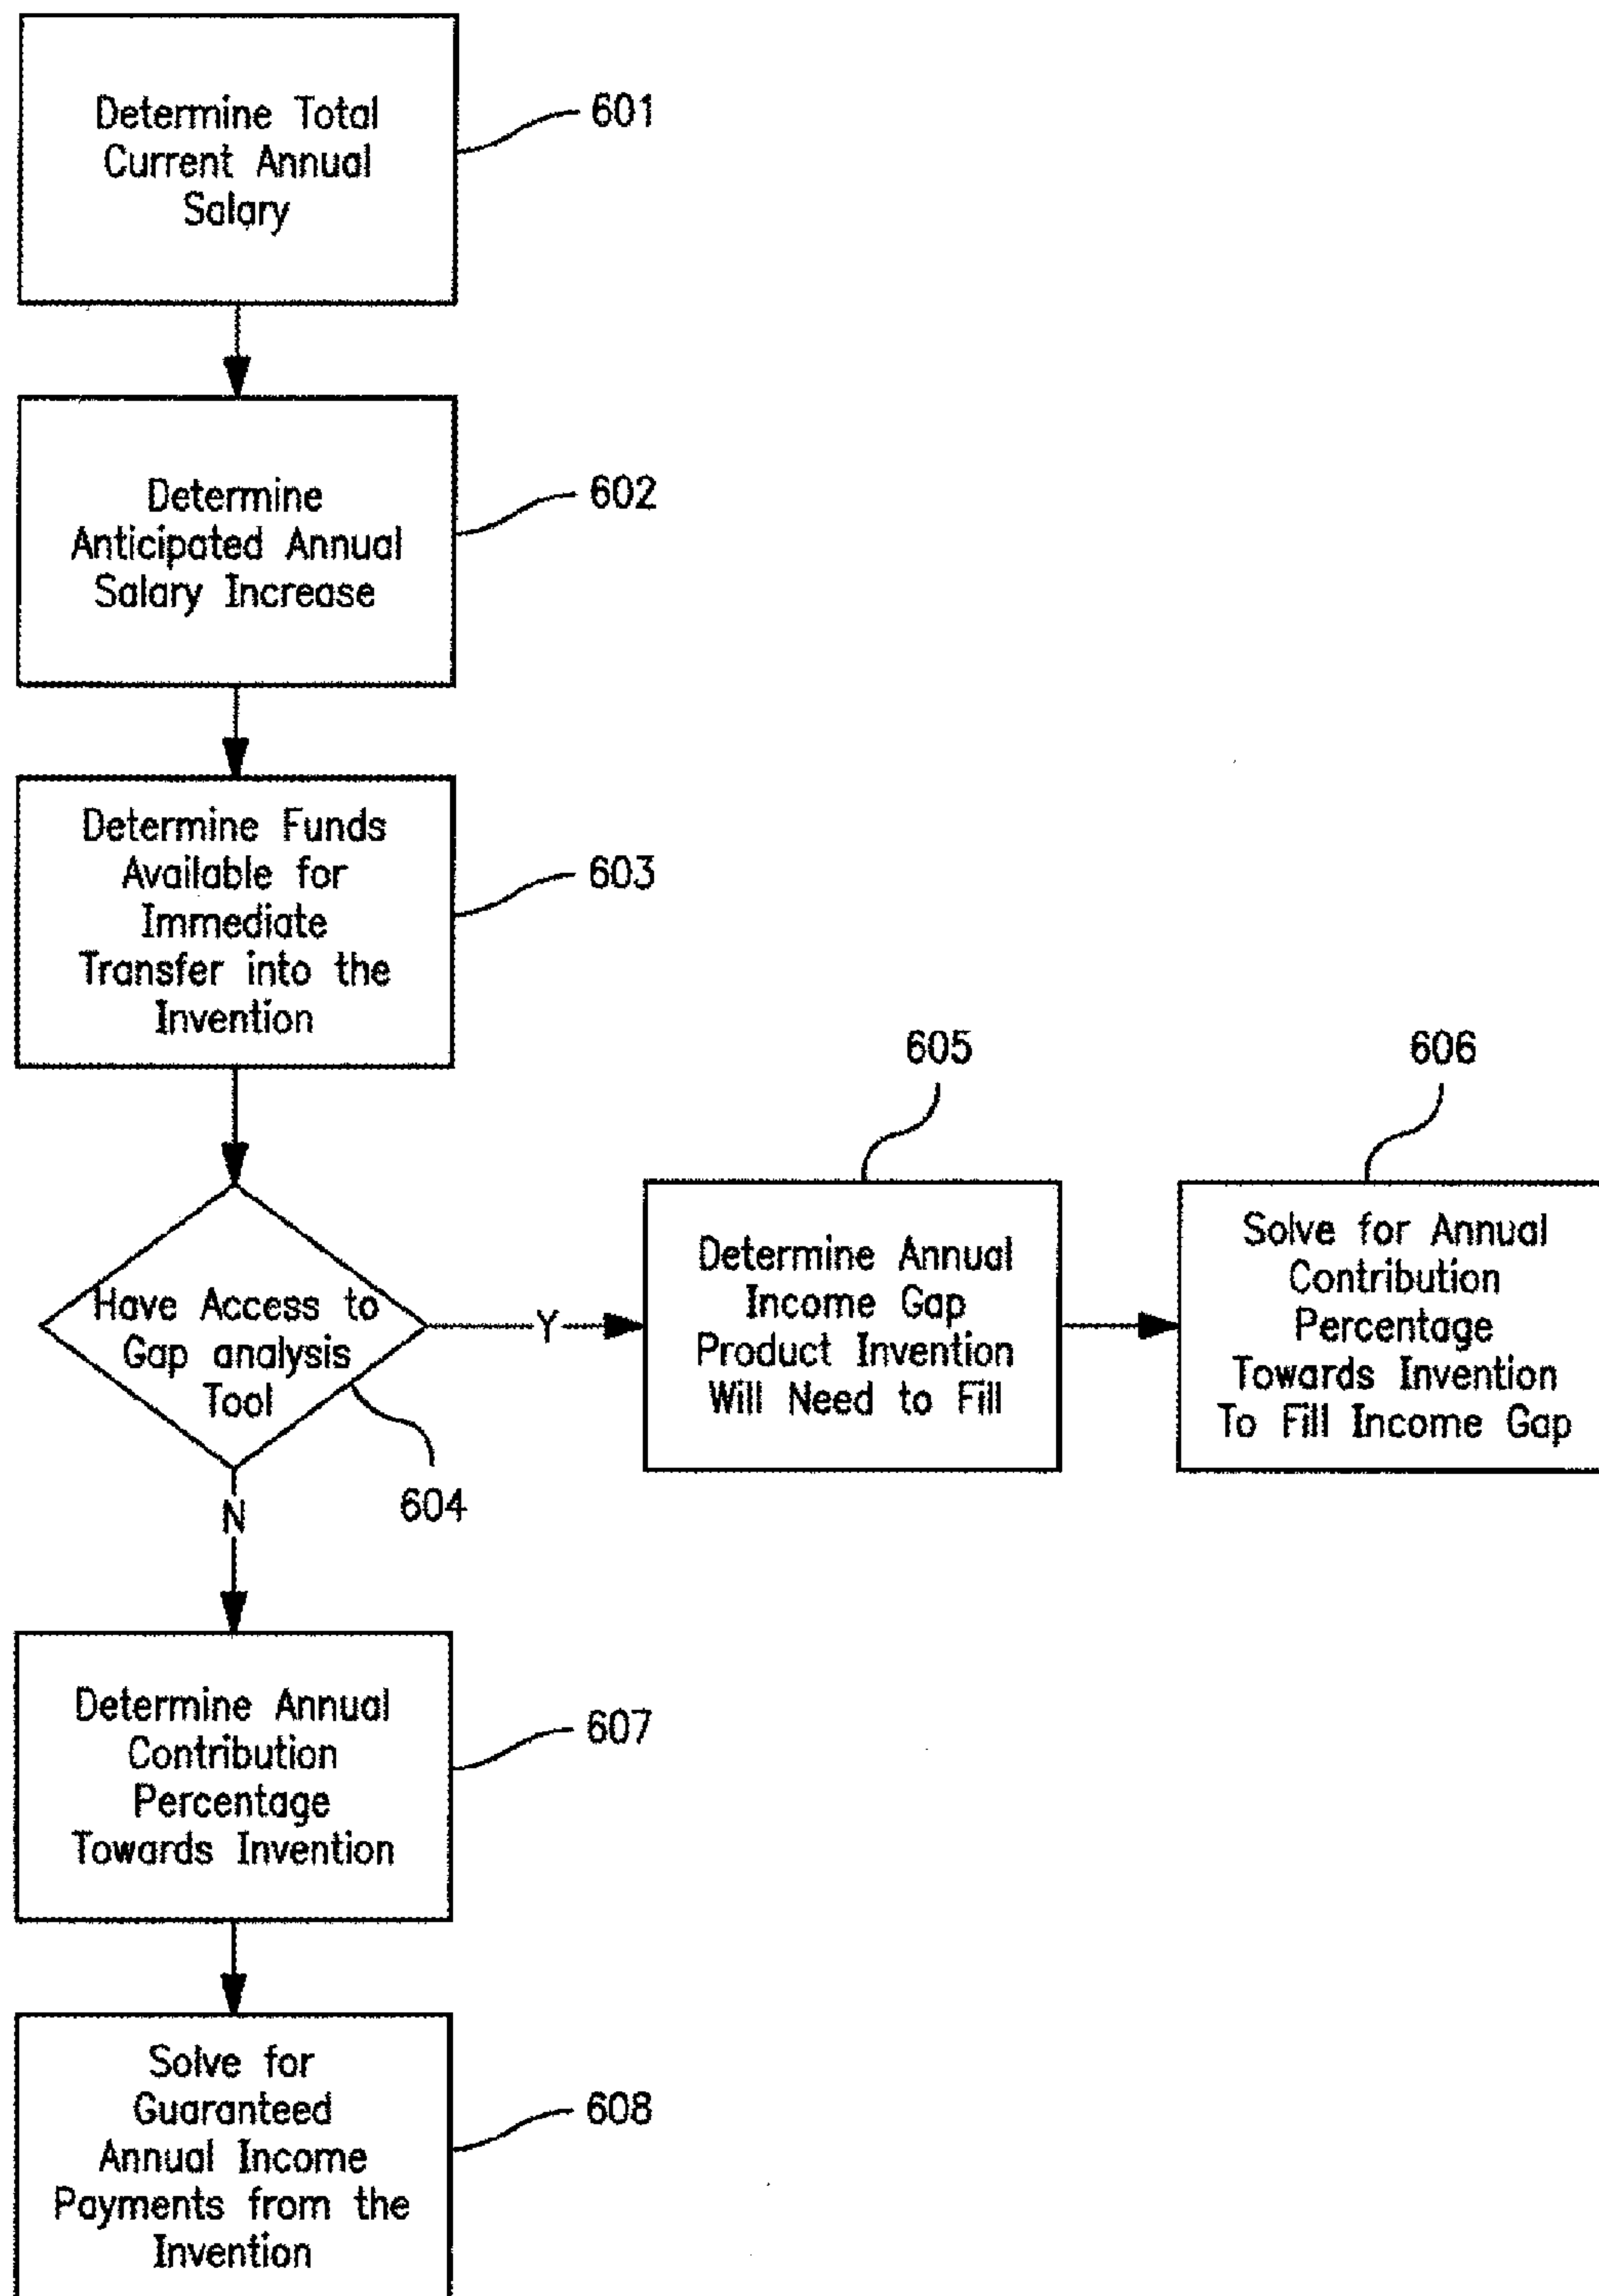 Determine Total
Current Annual
Salary
601
Determine
Anticipated Annual
Salary Increase
602
Determine Funds
Available for
Immediate
Transfer into the
Invention
603
Have Access to
Gap analysis
Tool
604
Y
605
Determine Annual
Income Gap
Product Invention
Will Need to Fill
606
Solve for Annual
Contribution
Percentage
Towards Invention
To Fill Income Gap
N
Determine Annual
Contribution
Percentage
Towards Invention
607
Solve for
Guaranteed
Annual Income
Payments from the
Invention
608